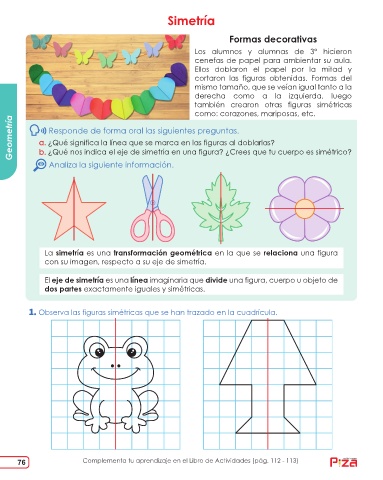 Simetría
Formas decorativas
Los alumnos y alumnas de 3° hicieron
cenefas de papel para ambientar su aula.
Ellos doblaron el papel por la mitad y
cortaron las figuras obtenidas. Formas del
mismo tamaño, que se veían igual tanto a la
derecha como a la izquierda, luego
también crearon otras figuras simétricas
como: corazones, mariposas, etc.
Geometría
Responde de forma oral las siguientes preguntas.
a. ¿Qué significa la línea que se marca en las figuras al doblarlas?
b. ¿Qué nos indica el eje de simetría en una figura? ¿Crees que tu cuerpo es simétrico?
Analiza la siguiente información.
La simetría es una transformación geométrica en la que se relaciona una figura
con su imagen, respecto a su eje de simetría.
El eje de simetría es una línea imaginaria que divide una figura, cuerpo u objeto de
dos partes exactamente iguales y simétricas.
1. Observa las figuras simétricas que se han trazado en la cuadrícula.
76
Complementa tu aprendizaje en el Libro de Actividades (pág. 112 - 113)